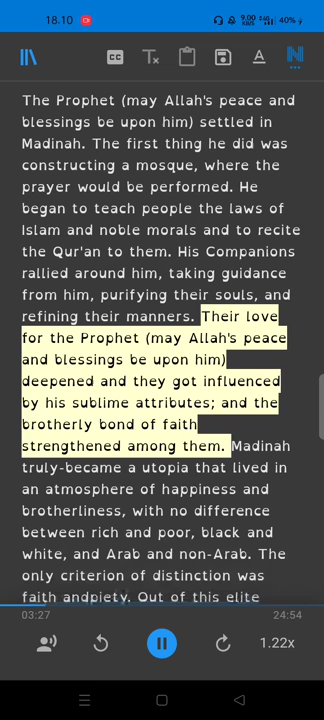 18.10
9,00 KB/S
40%
CC
N
The Prophet (may Allah's peace and
blessings be upon him) settled in
Madinah. The first thing he did was
constructing a mosque, where the
prayer would be performed. He
began to teach people the laws of
Islam and noble morals and to recite
the Qur'an to them. His Companions
rallied around him, taking guidance
from him, purifying their souls, and
refining their manners. Their love
for the Prophet (may Allah's peace
and blessings be upon him)
deepened and they got influenced
by his sublime attributes; and the
brotherly bond of faith
strengthened among them. Madinah
truly-became a utopia that lived in
an atmosphere of happiness and
brotherliness, with no difference
between rich and poor, black and
white, and Arab and non-Arab. The
only criterion of distinction was
faith andpiety. Out of this elite
03:27
24:54
1.22x